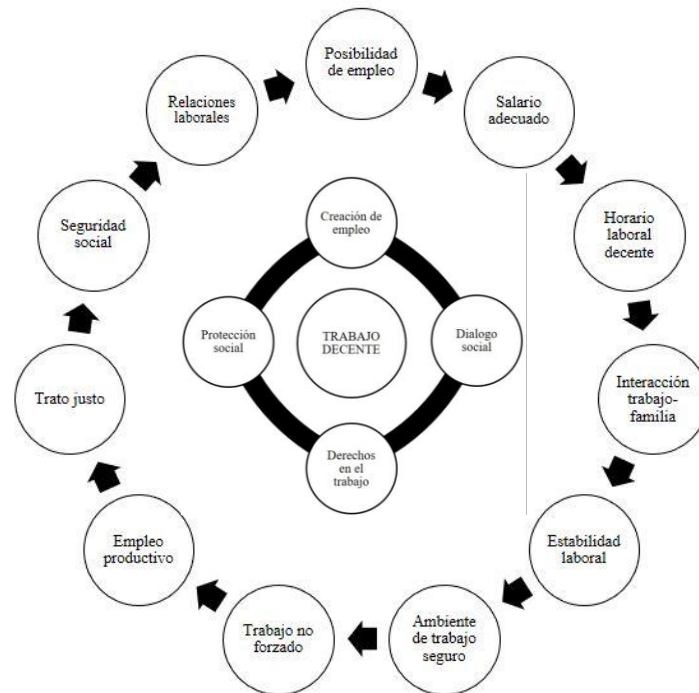 Posibilidad
de empleo
Salario
adecuado
Horario
laboral
decente
Interacción
trabajo-
familia
Estabilidad
laboral
Ambiente
de trabajo
seguro
Trabajo no
forzado
Empleo
productivo
Trato justo
Seguridad
social
Relaciones
laborales
Creación de
empleo
Dialogo
social
Derechos
en el
trabajo
Protección
social
TRABAJO
DECENTE